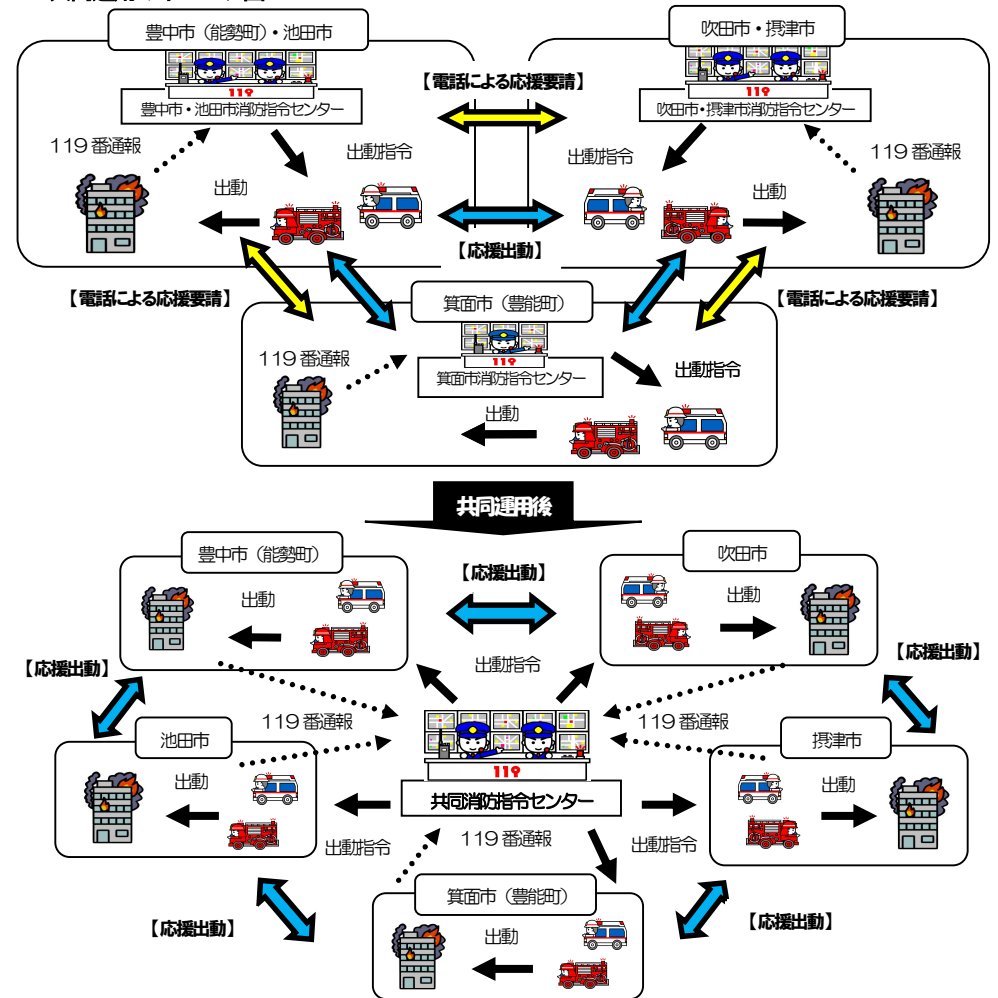 豊中市（能勢町）・池田市
吹田市・摂津市
【電話による応援要請】
119
豊中市・池田市消防指令センター
119
吹田市・摂津市消防指令センター
119番通報
出動指令
出動指令
119番通報
出動
出動
【応援出動】
【電話による応援要請】
【電話による応援要請】
箕面市（豊能町）
119番通報
119
箕面市消防指令センター
出動指令
出動
共同運用後
豊中市（能勢町）
【応援出動】
吹田市
出動
出動
【応援出動】
出動指令
【応援出動】
池田市
119番通報
119番通報
摂津市
出動
119
出動
共同消防指令センター
出動指令
119番通報
出動指令
箕面市（豊能町）
【応援出動】
出動
【応援出動】